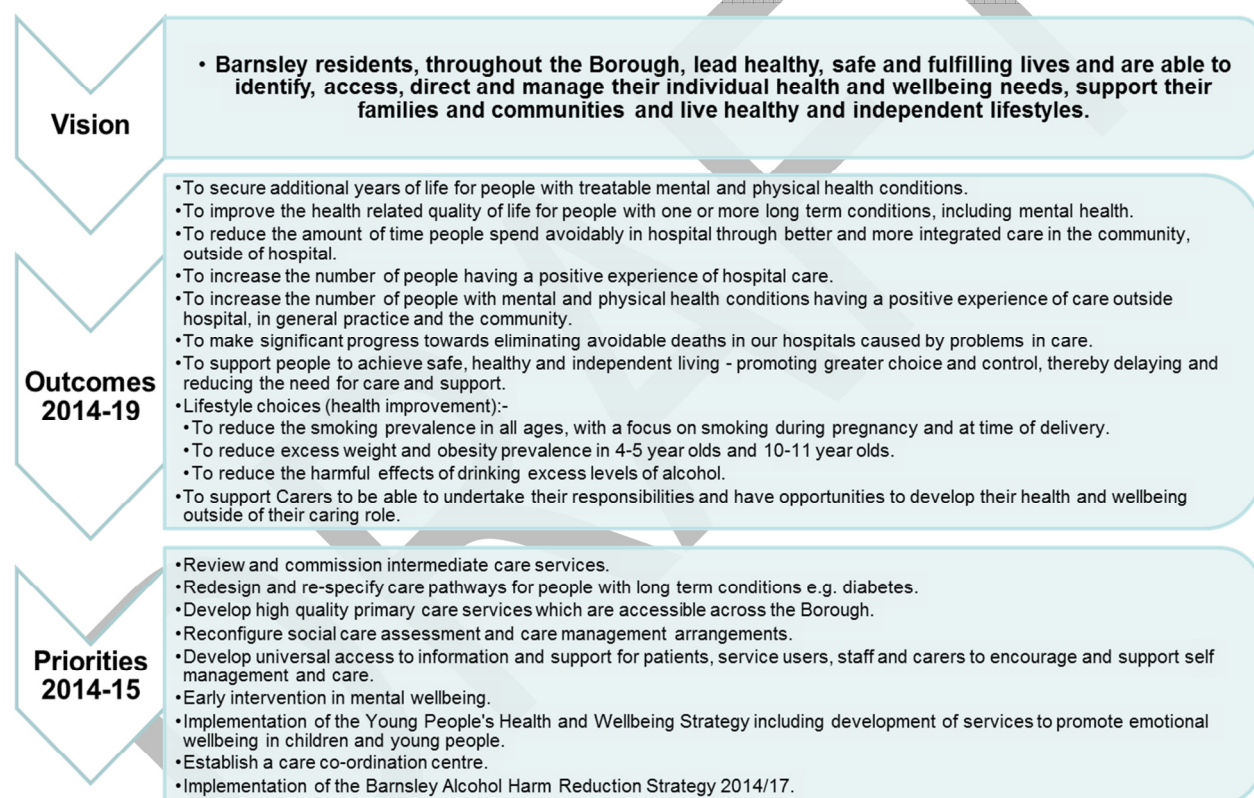 Vision
• Barnsley residents, throughout the Borough, lead healthy, safe and fulfilling lives and are able to
identify, access, direct and manage their individual health and wellbeing needs, support their
families and communities and live healthy and independent lifestyles.
Outcomes
2014-19
•To secure additional years of life for people with treatable mental and physical health conditions.
•To improve the health related quality of life for people with one or more long term conditions, including mental health.
•To reduce the amount of time people spend avoidably in hospital through better and more integrated care in the community,
outside of hospital.
•To increase the number of people having a positive experience of hospital care.
•To increase the number of people with mental and physical health conditions having a positive experience of care outside
hospital, in general practice and the community.
•To make significant progress towards eliminating avoidable deaths in our hospitals caused by problems in care.
•To support people to achieve safe, healthy and independent living - promoting greater choice and control, thereby delaying and
reducing the need for care and support.
•Lifestyle choices (health improvement):-
•To reduce the smoking prevalence in all ages, with a focus on smoking during pregnancy and at time of delivery.
•To reduce excess weight and obesity prevalence in 4-5 year olds and 10-11 year olds.
•To reduce the harmful effects of drinking excess levels of alcohol.
•To support Carers to be able to undertake their responsibilities and have opportunities to develop their health and wellbeing
outside of their caring role.
Priorities
2014-15
•Review and commission intermediate care services.
•Redesign and re-specify care pathways for people with long term conditions e.g. diabetes.
•Develop high quality primary care services which are accessible across the Borough.
•Reconfigure social care assessment and care management arrangements.
•Develop universal access to information and support for patients, service users, staff and carers to encourage and support self
management and care.
•Early intervention in mental wellbeing.
•Implementation of the Young People's Health and Wellbeing Strategy including development of services to promote emotional
wellbeing in children and young people.
•Establish a care co-ordination centre.
•Implementation of the Barnsley Alcohol Harm Reduction Strategy 2014/17.